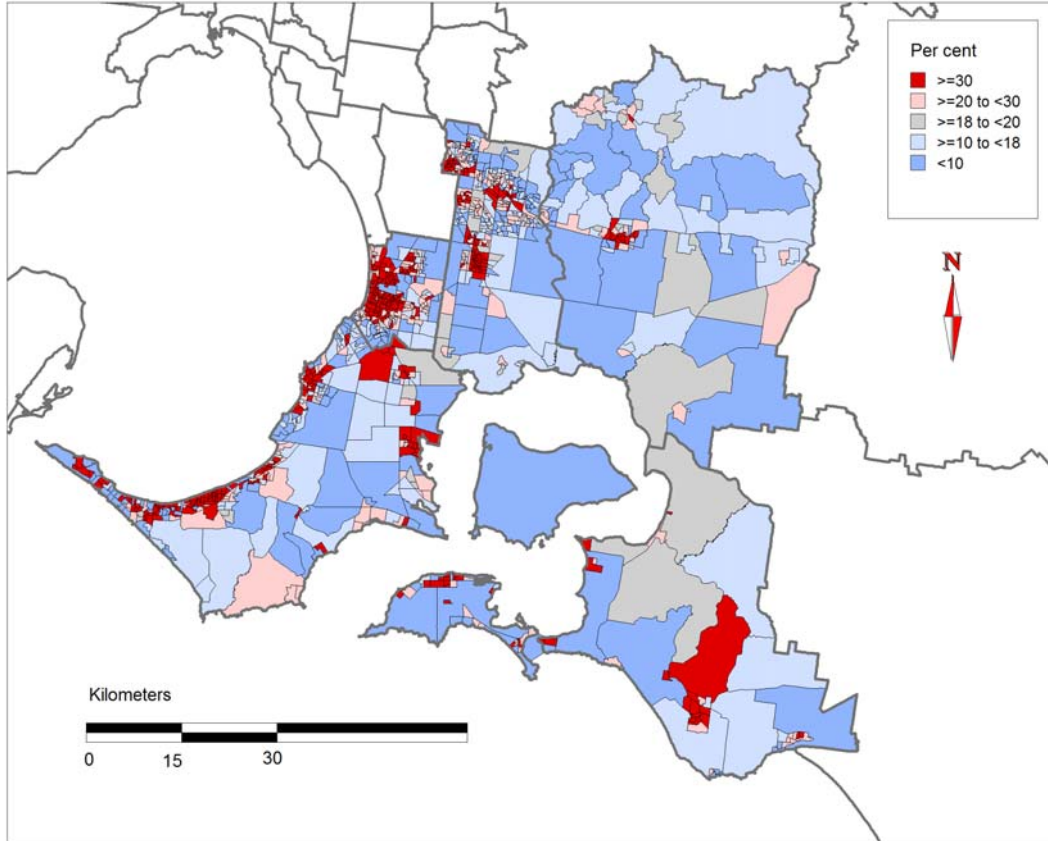 Per cent
>=30
>=20 to <30
>=18 to <20
>=10 to <18
<10
N
Kilometers
0 15 30